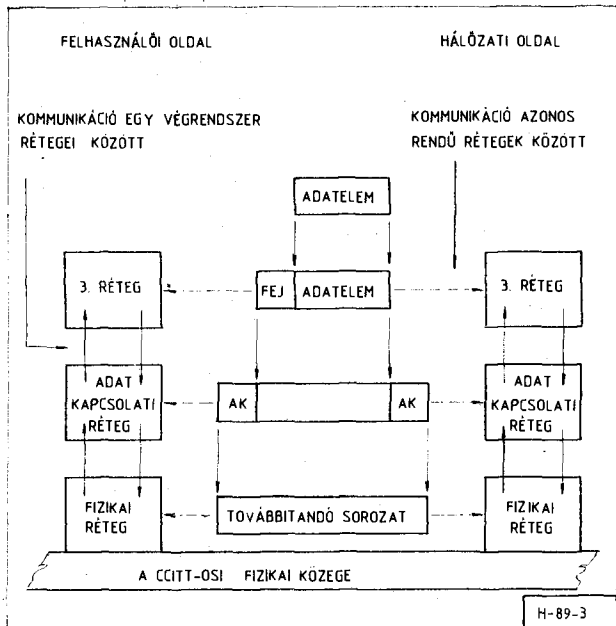 FELHASZNÁLÓI OLDAL
HÁLÓZATI OLDAL
KOMMUNIKÁCIÓ EGY VÉGRENDSZER
RÉTEGEI KÖZÖTT
KOMMUNIKÁCIÓ AZONOS
RENDŰ RÉTEGEK KÖZÖTT
ADATELEM
3. RÉTEG
FEJ
ADATELEM
3. RÉTEG
ADAT
KAPCSOLATI
RÉTEG
AK
AK
ADAT
KAPCSOLATI
RÉTEG
FIZIKAI
RÉTEG
TOVÁBBITANDÓ SOROZAT
FIZIKAI
RÉTEG
A CCITT-OSI FIZIKAI KÖZEGE
H-89-3